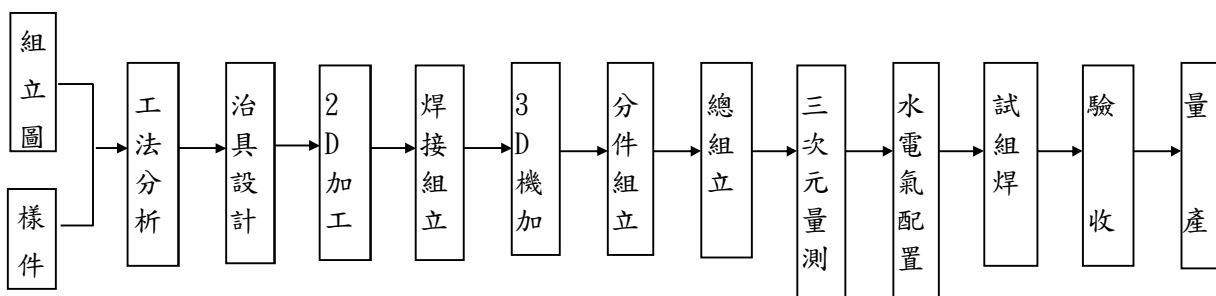 組立圖
樣件
工法分析
治具設計
2D加工
焊接組立
3D機加
分件組立
總組立
三次元量測
水電氣配置
試組焊
驗收
量產